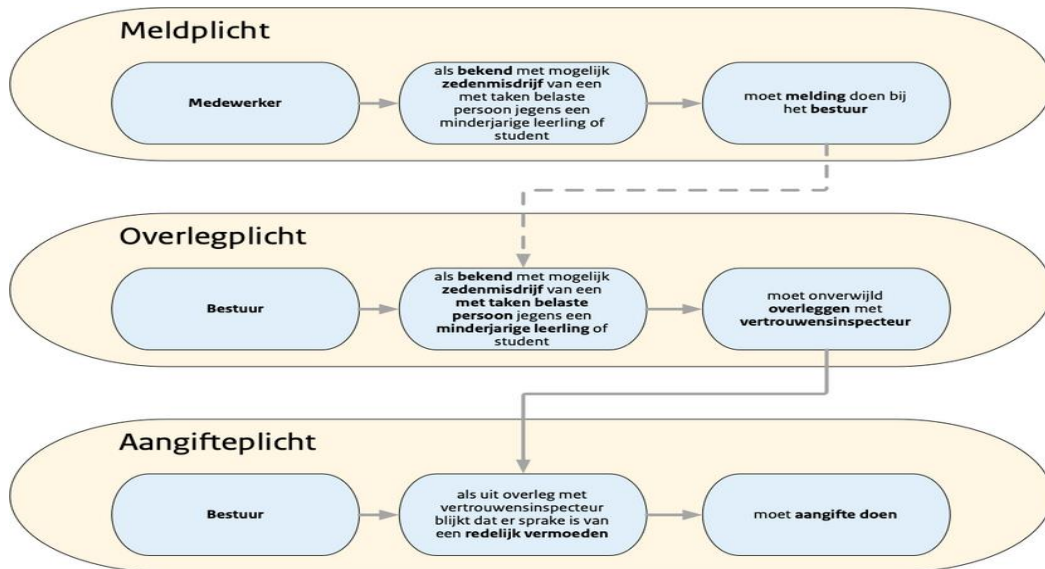 Meldplicht
Medewerker
als bekend met mogelijk
zedenmisdrijf van een
met taken belaste
persoon jegens een
minderjarige leerling of
student
moet melding doen bij
het bestuur
Overlegplicht
Bestuur
als bekend met mogelijk
zedenmisdrijf van een
met taken belaste
persoon jegens een
minderjarige leerling of
student
moet onverwijld
overleggen met
vertrouwensinspecteur
Aangifteplicht
Bestuur
als uit overleg met
vertrouwensinspecteur
blijkt dat er sprake is van
een redelijk vermoeden
moet aangifte doen